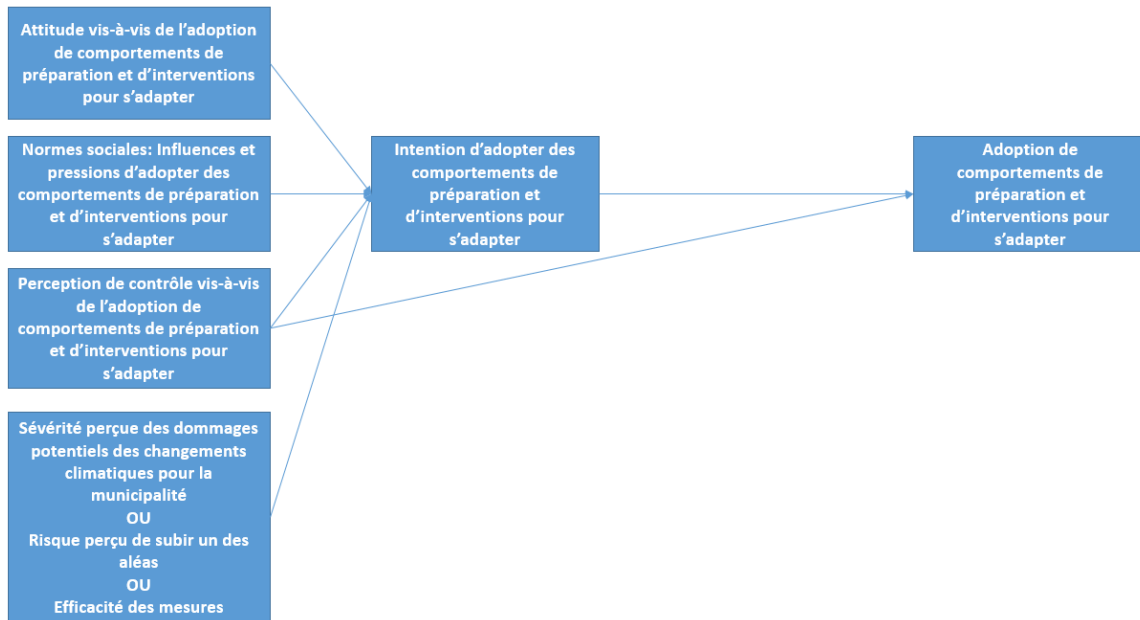 Attitude vis-à-vis de l’adoption
de comportements de
préparation et d’interventions
pour s’adapter
Normes sociales: Influences et
pressions d’adopter des
comportements de préparation
et d’interventions pour
s’adapter
Perception de contrôle vis-à-vis
de l’adoption de
comportements de préparation
et d’interventions pour
s’adapter
Sévérité perçue des dommages
potentiels des changements
climatiques pour la
municipalité
OU
Risque perçu de subir un des
aléas
OU
Efficacité des mesures
Intention d’adopter des
comportements de
préparation et
d’interventions pour
s’adapter
Adoption de
comportements de
préparation et
d’interventions pour
s’adapter